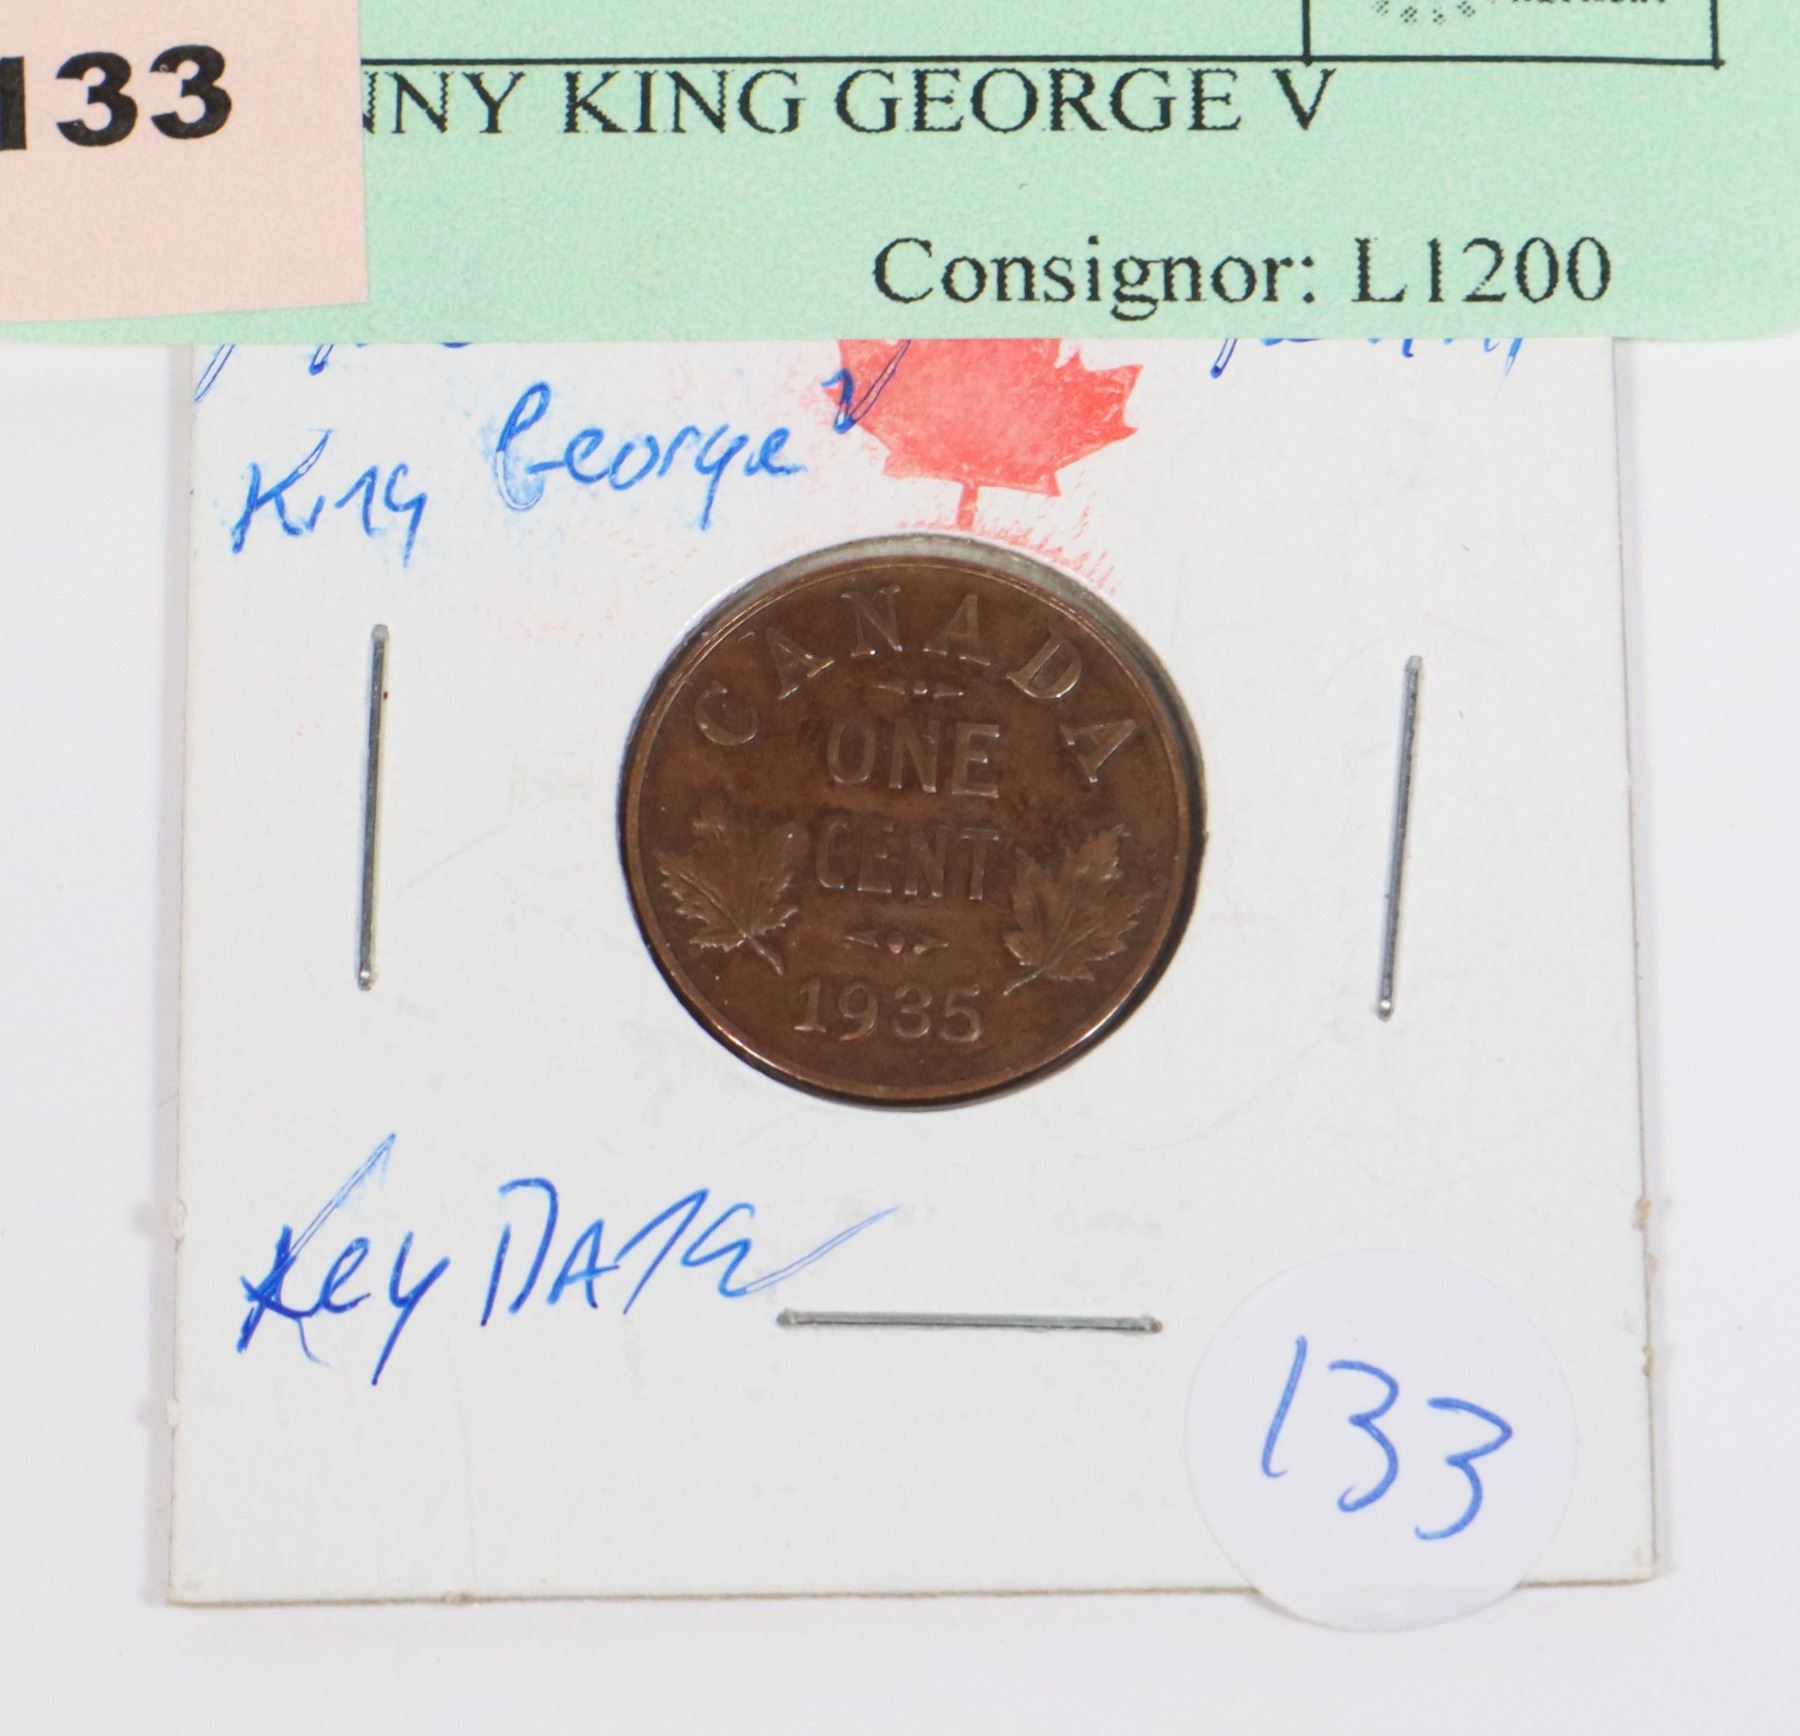 133
NNY KING GEORGE V
Consignor: L1200
King George V
CANADA
ONE
CENT
1935
Key DATE
133